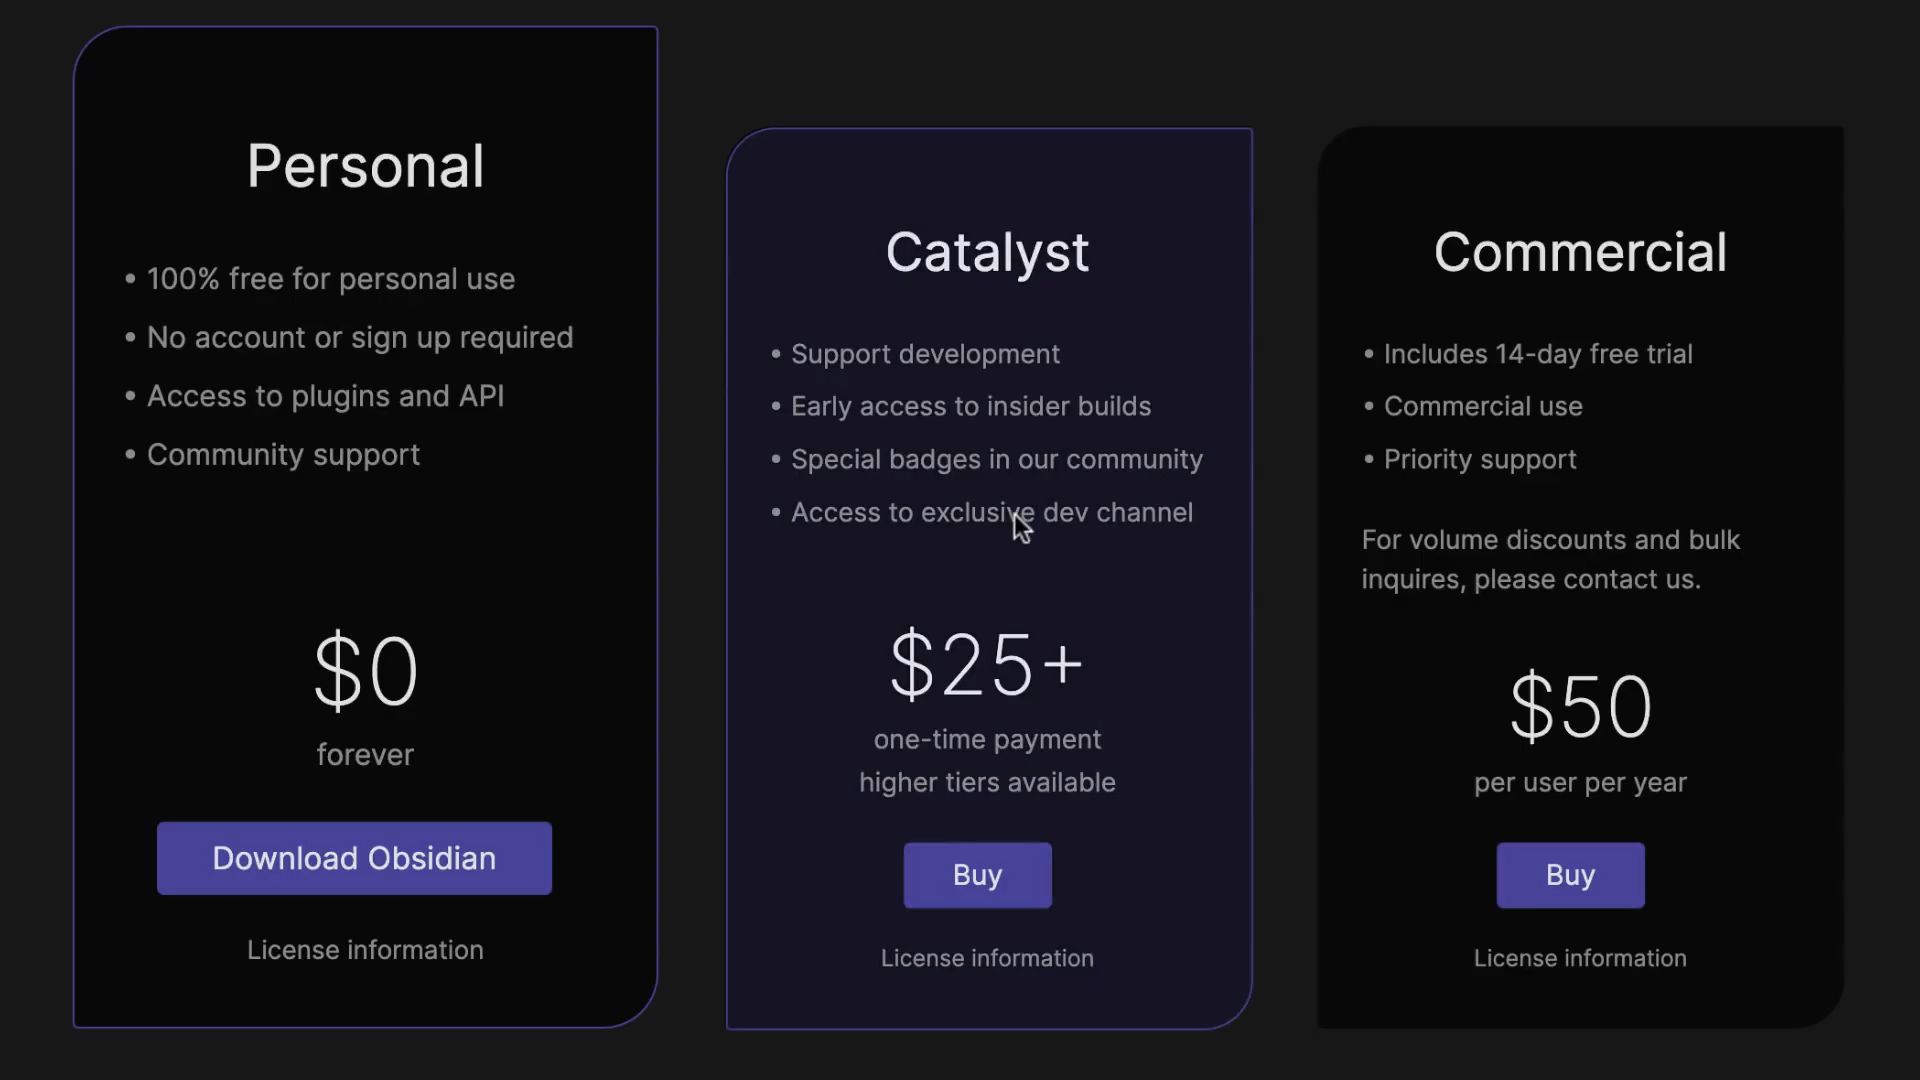 Personal
• 100% free for personal use
• No account or sign up required
• Access to plugins and API
• Community support
$0
forever
Download Obsidian
License information
Catalyst
• Support development
• Early access to insider builds
• Special badges in our community
• Access to exclusive dev channel
$25+
one-time payment
higher tiers available
Buy
License information
Commercial
• Includes 14-day free trial
• Commercial use
• Priority support
For volume discounts and bulk
inquires, please contact us.
$50
per user per year
Buy
License information